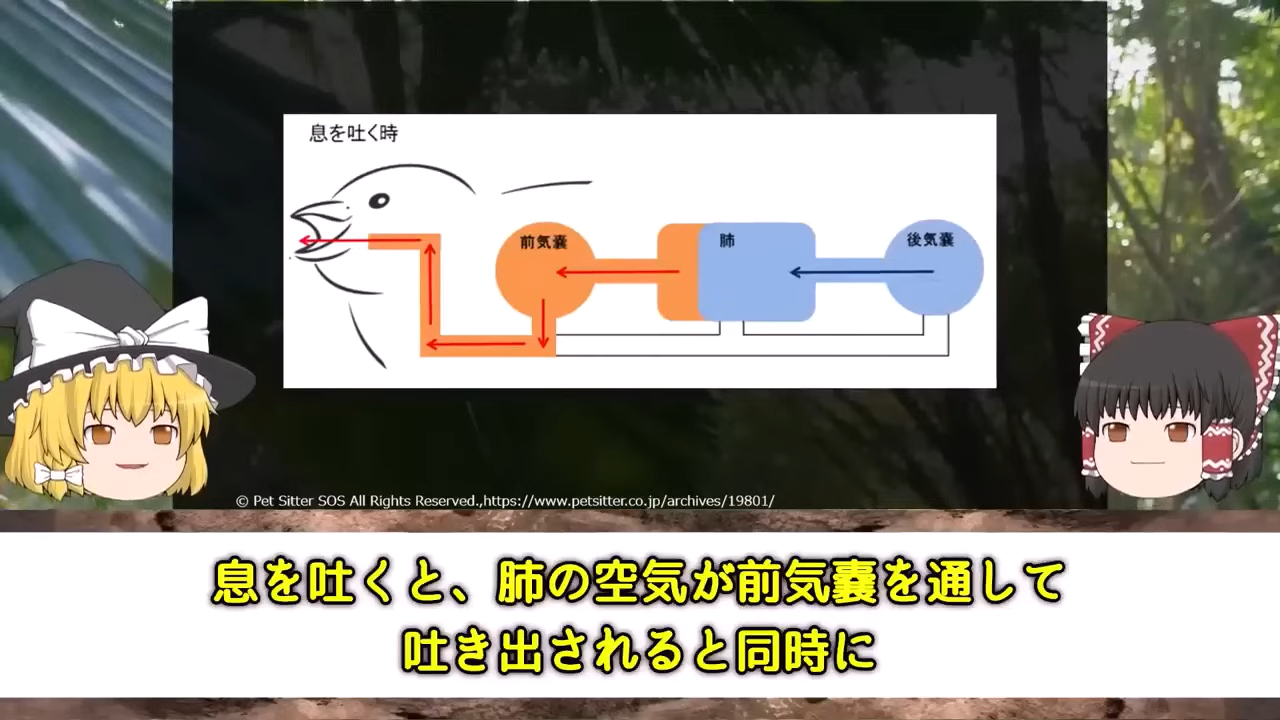 息を吐く時
前気嚢
肺
後気嚢
© Pet Sitter SOS All Rights Reserved.,https://www.petsitter.co.jp/archives/19801/
息を吐くと、肺の空気が前気嚢を通して
吐き出されると同時に